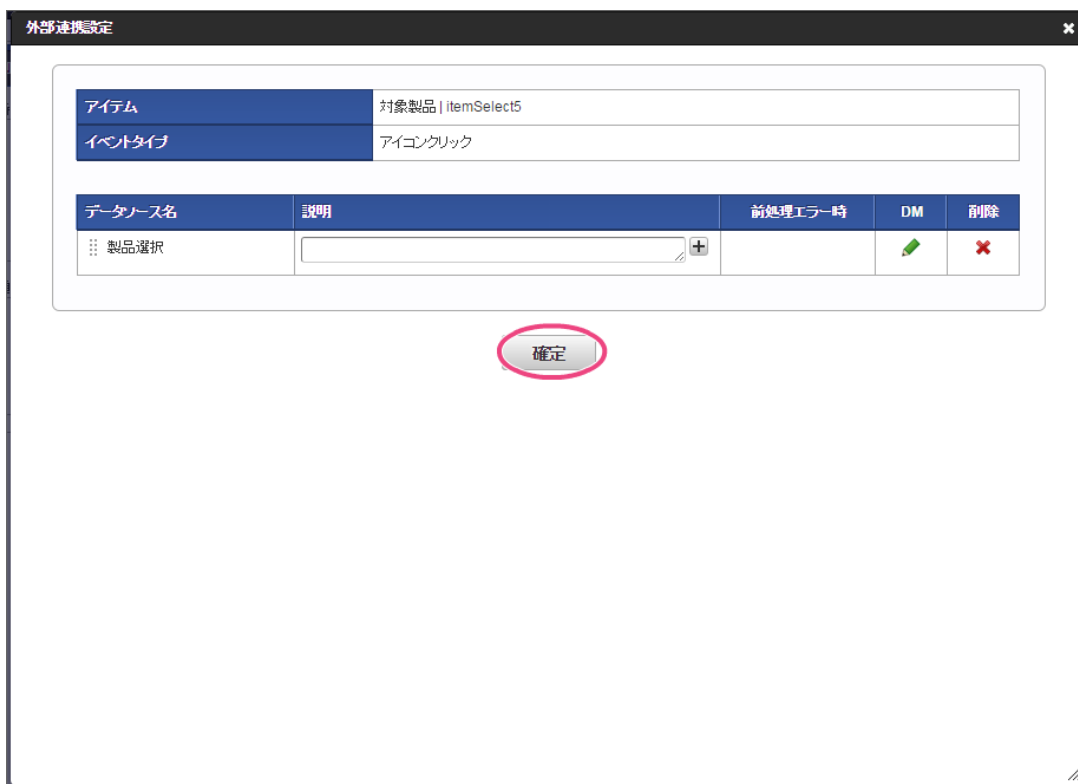 外部連携設定
アイテム 対象製品 | itemSelect5
イベントタイプ アイコンクリック
データソース名 説明 前処理エラー時 DM 削除
製品選択
確定